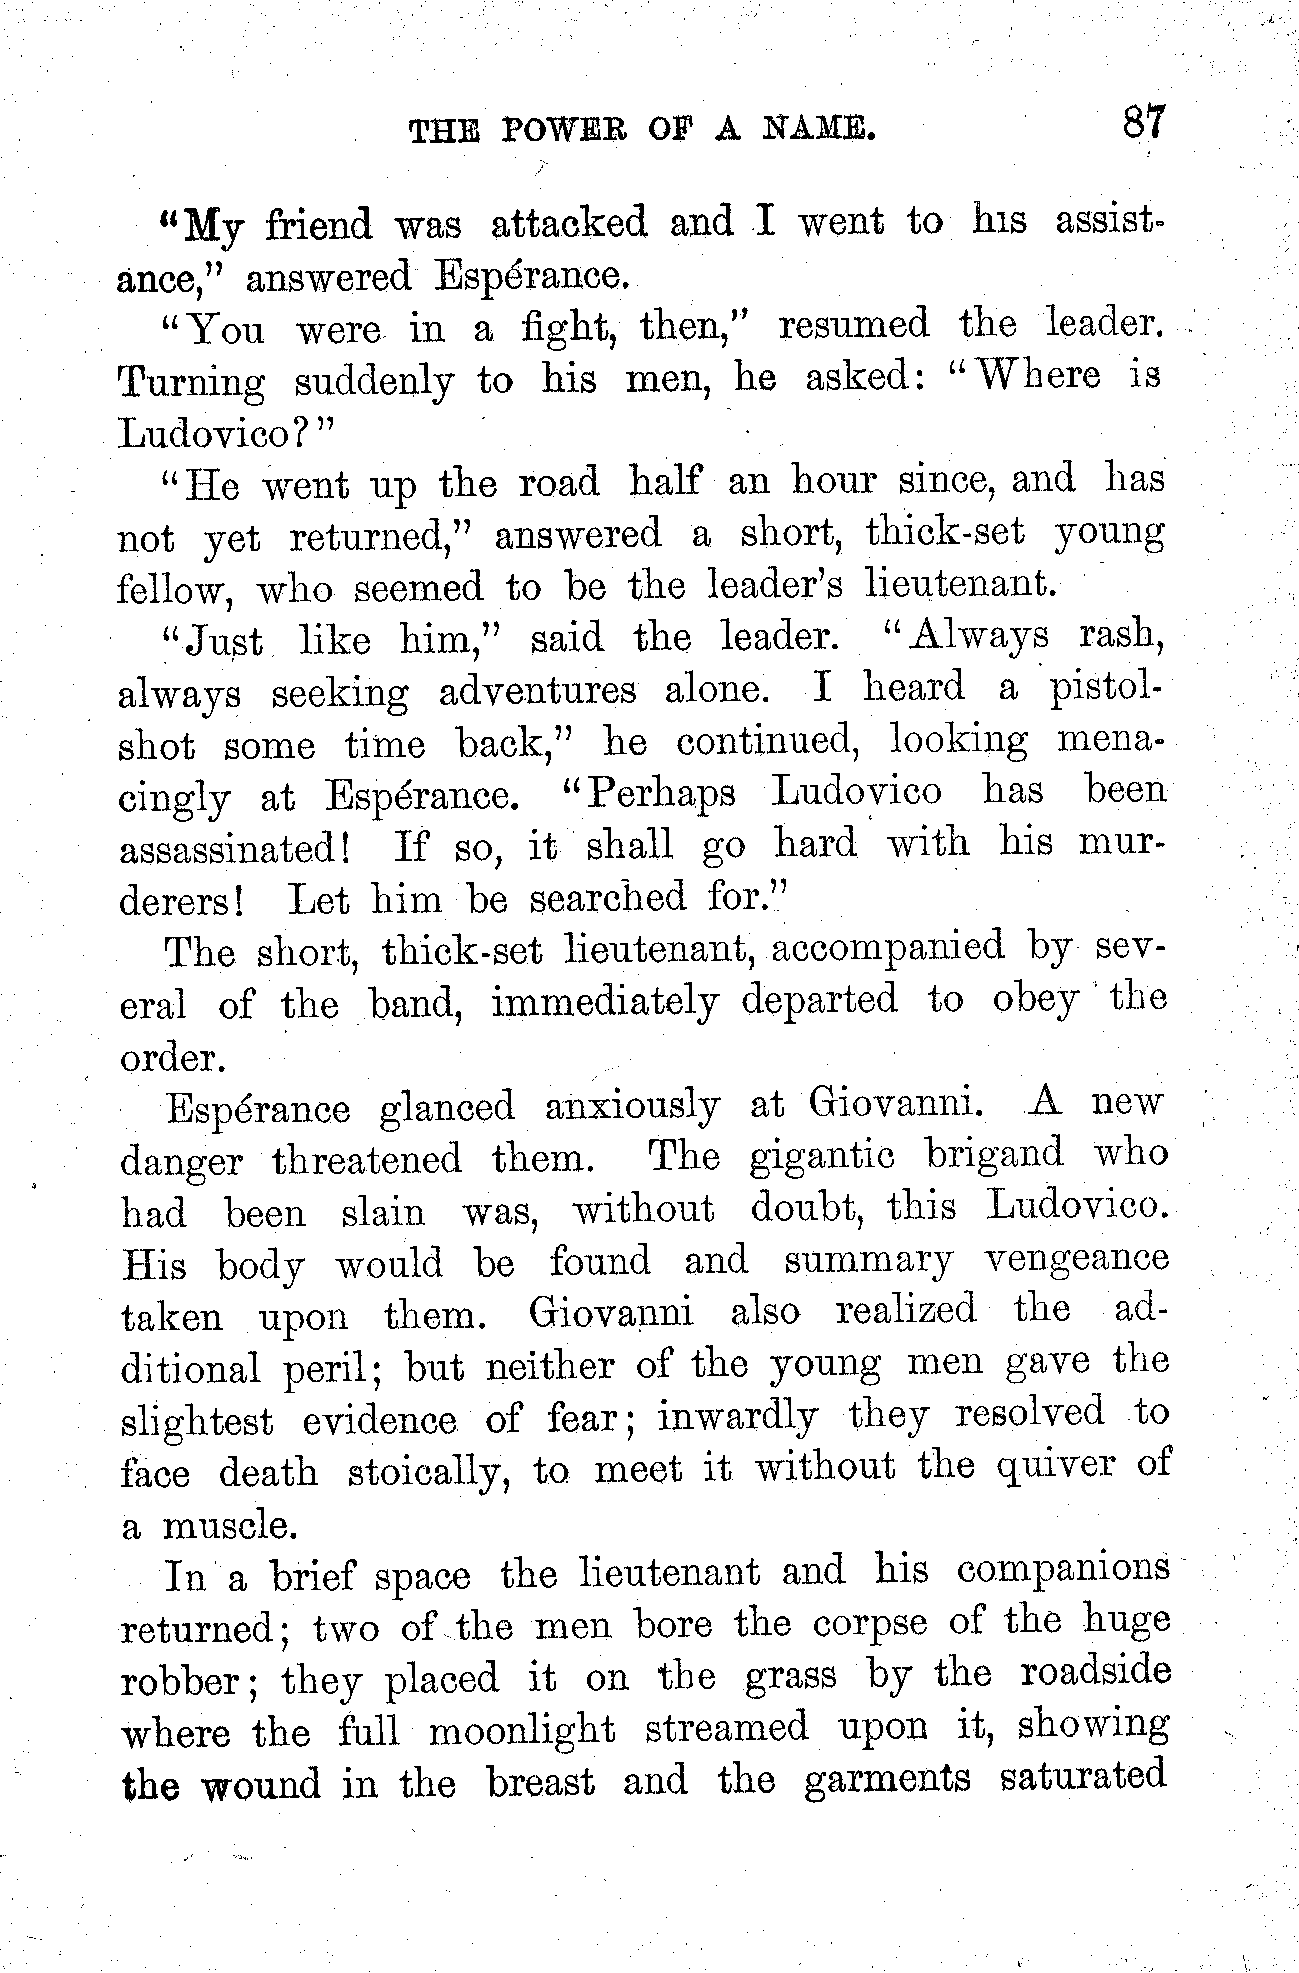 THE POWER OF A NAME. 87
“My friend was attacked and I went to his assist-
ance,” answered Espérance.
“You were in a fight, then,” resumed the leader.
Turning suddenly to his men, he asked: “Where is
Ludovico?”
“He went up the road half an hour since, and has
not yet returned,” answered a short, thick-set young
fellow, who seemed to be the leader’s lieutenant.
“Just like him,” said the leader. “Always rash,
always seeking adventures alone. I heard a pistol-
shot some time back,” he continued, looking mena-
cingly at Espérance. “Perhaps Ludovico has been
assassinated! If so, it shall go hard with his mur-
derers! Let him be searched for.”
The short, thick-set lieutenant, accompanied by sev-
eral of the band, immediately departed to obey the
order.
Espérance glanced anxiously at Giovanni. A new
danger threatened them. The gigantic brigand who
had been slain was, without doubt, this Ludovico.
His body would be found and summary vengeance
taken upon them. Giovanni also realized the ad-
ditional peril; but neither of the young men gave the
slightest evidence of fear; inwardly they resolved to
face death stoically, to meet it without the quiver of
a muscle.
In a brief space the lieutenant and his companions
returned; two of the men bore the corpse of the huge
robber; they placed it on the grass by the roadside
where the full moonlight streamed upon it, showing
the wound in the breast and the garments saturated